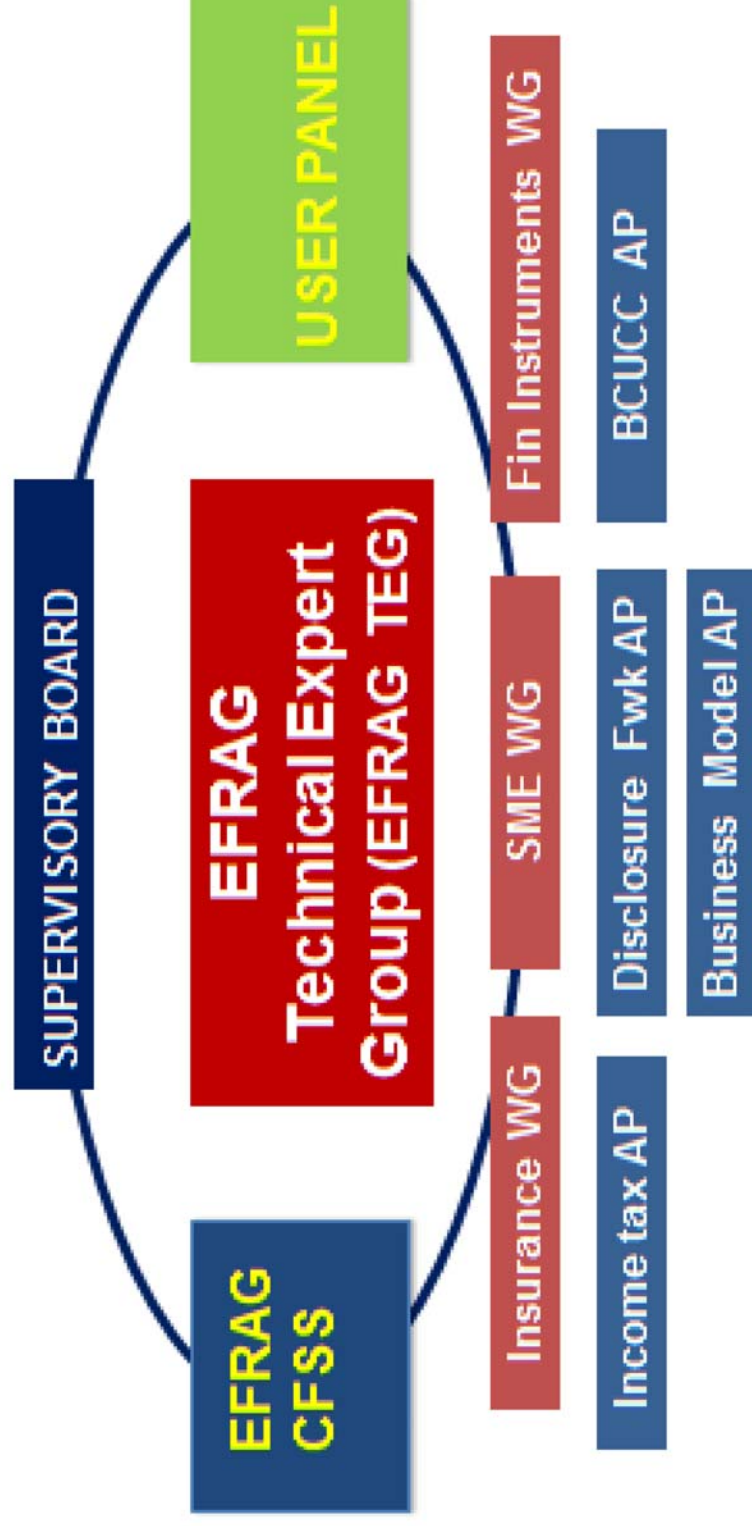 SUPERVISORY BOARD
EFRAG
CFSS
EFRAG
Technical Expert
Group (EFRAG TEG)
USER PANEL
Insurance WG
SME WG
Fin Instruments WG
Income tax AP
Disclosure Fwk AP
BCUCC AP
Business Model AP